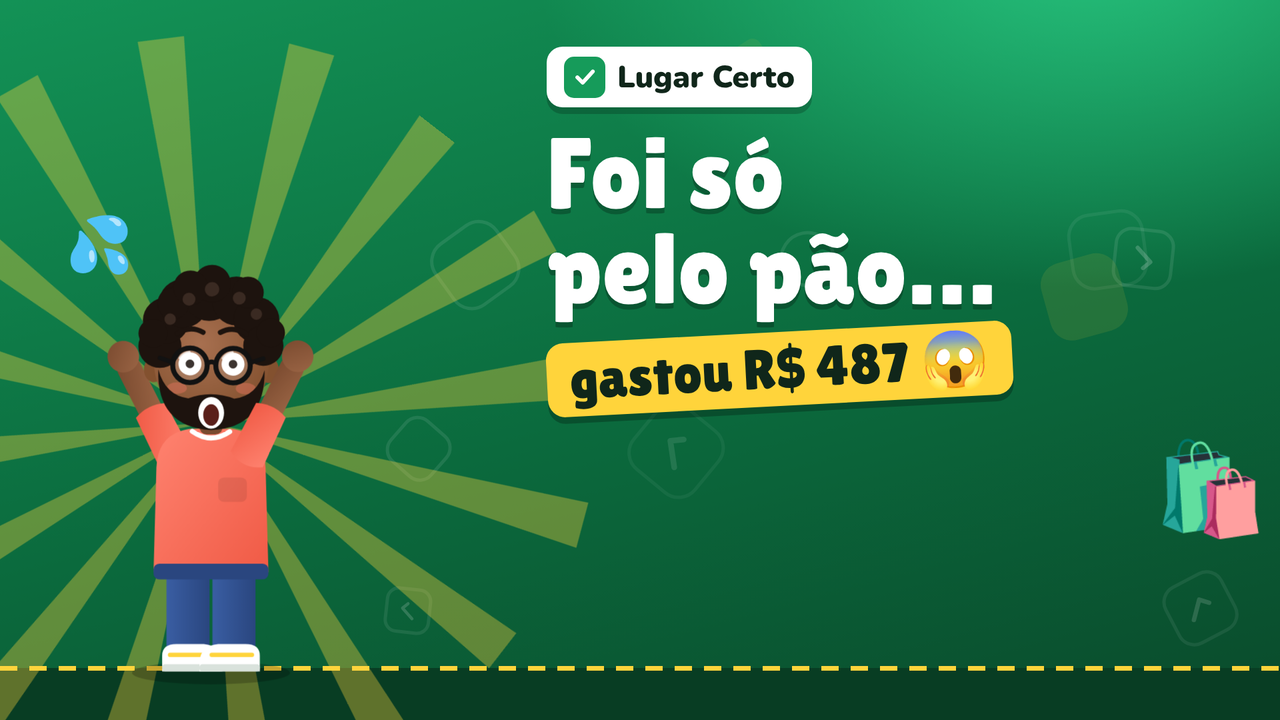 Lugar Certo
Foi só
pelo pão...
gastou R$ 487 😱